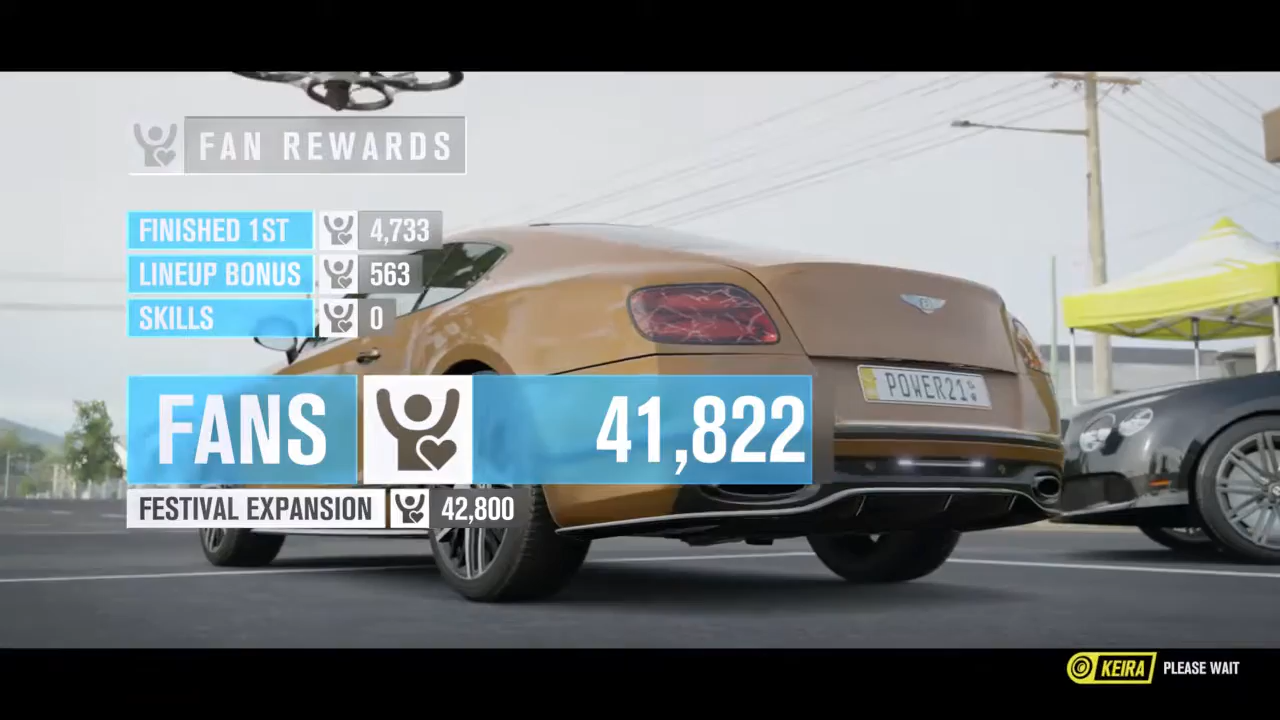 FAN REWARDS
FINISHED 1ST 4,733
LINEUP BONUS 563
SKILLS 0
FANS 41,822
FESTIVAL EXPANSION 42,800
POWER21
KEIRA PLEASE WAIT